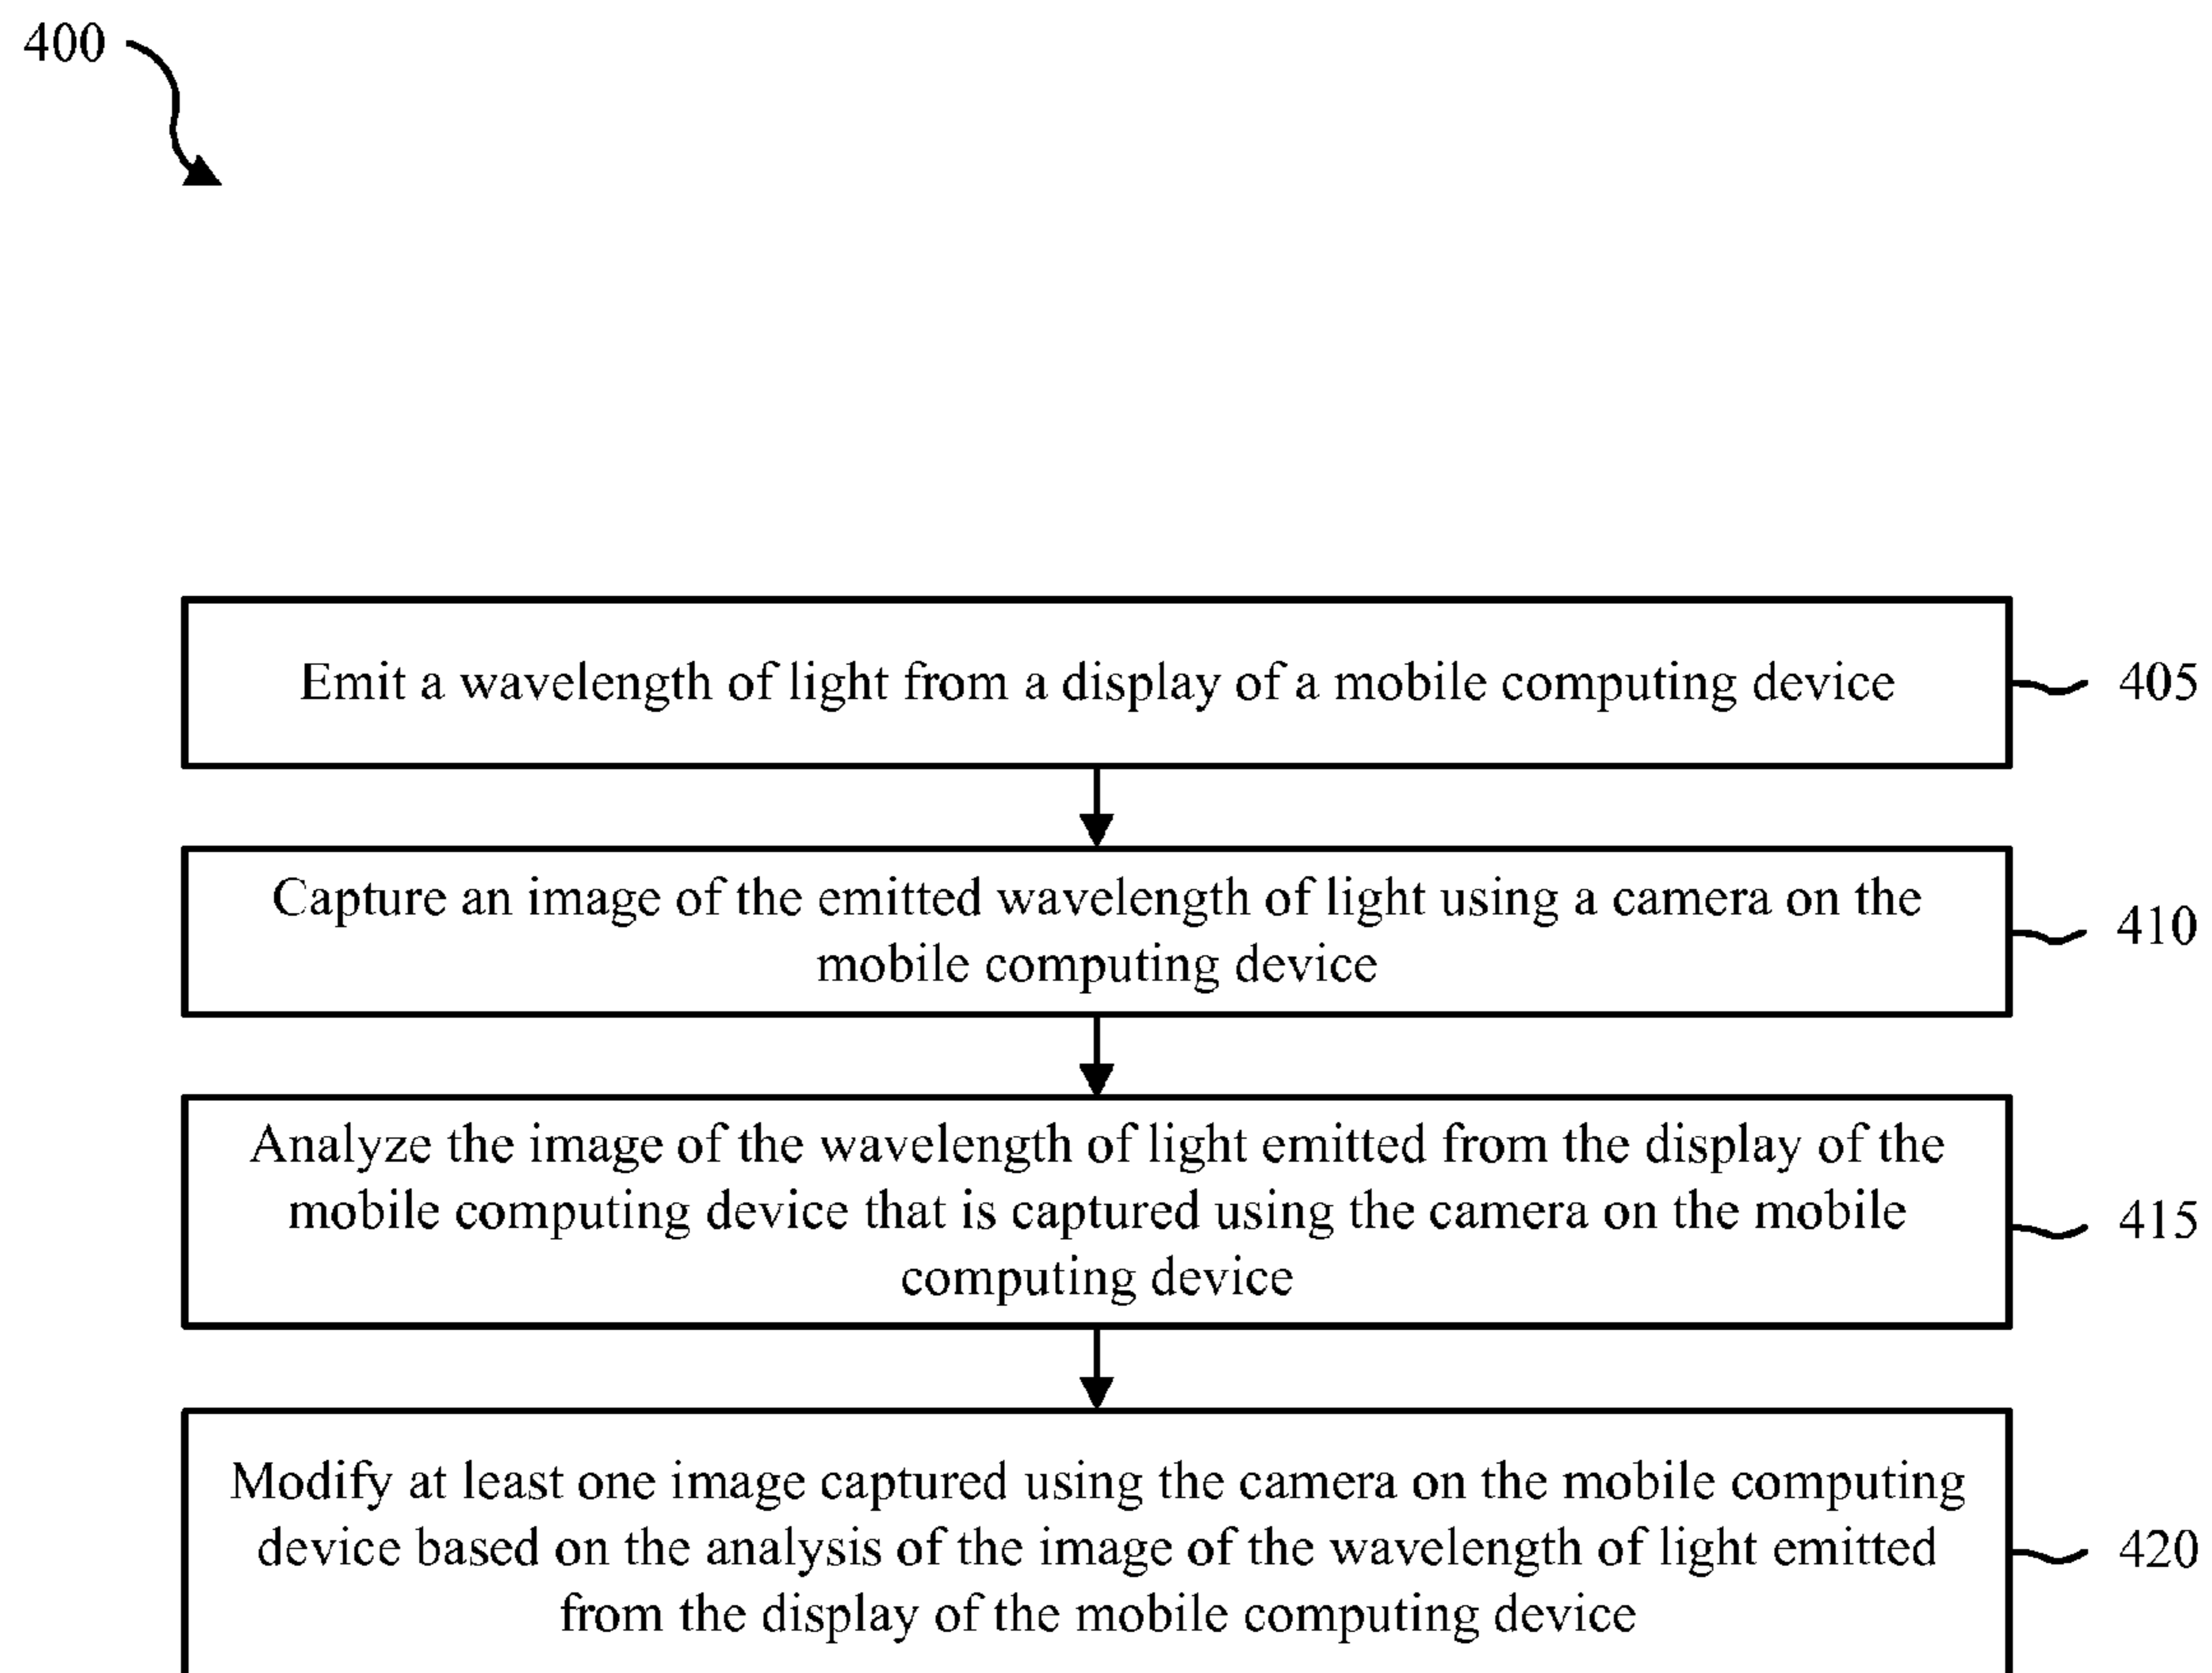 400
Emit a wavelength of light from a display of a mobile computing device
405
Capture an image of the emitted wavelength of light using a camera on the
mobile computing device
410
Analyze the image of the wavelength of light emitted from the display of the
mobile computing device that is captured using the camera on the mobile
computing device
415
Modify at least one image captured using the camera on the mobile computing
device based on the analysis of the image of the wavelength of light emitted
from the display of the mobile computing device
420